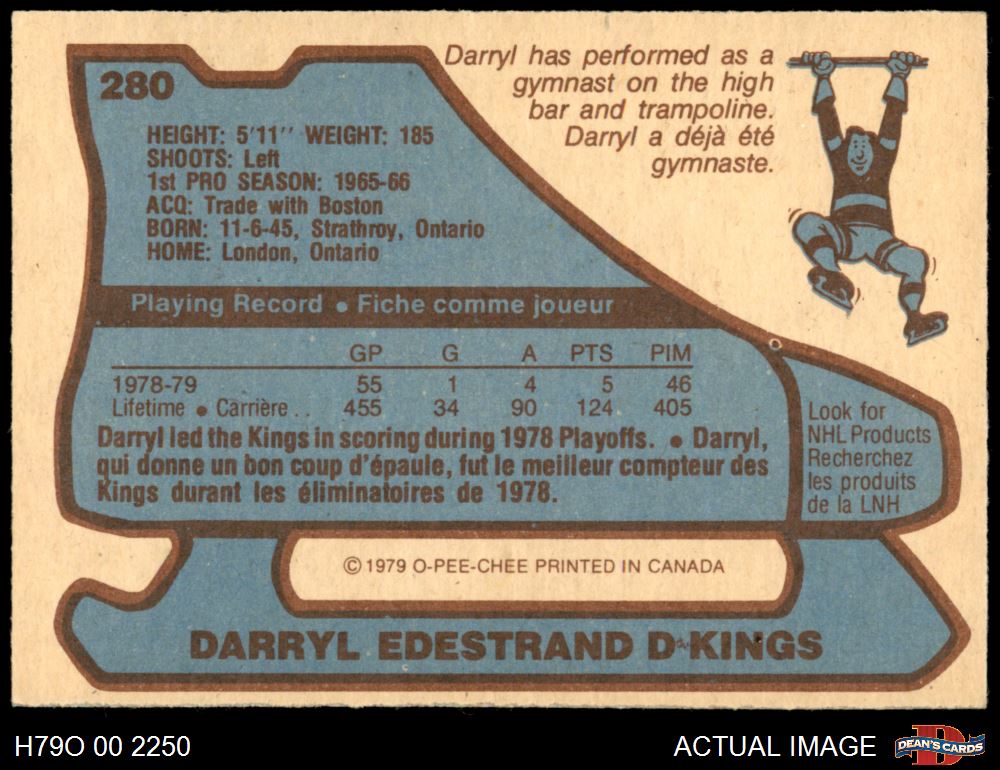 280
Darryl has performed as a
gymnast on the high
bar and trampoline.
Darryl a déjà été
gymnaste.
HEIGHT: 5'11'' WEIGHT: 185
SHOOTS: Left
1st PRO SEASON: 1965-66
ACQ: Trade with Boston
BORN: 11-6-45, Strathroy, Ontario
HOME: London, Ontario
Playing Record • Fiche comme joueur
GP G A PTS PIM
1978-79 55 1 4 5 46
Lifetime • Carrière . . 455 34 90 124 405
Darryl led the Kings in scoring during 1978 Playoffs. • Darryl,
qui donne un bon coup d'épaule, fut le meilleur compteur des
Kings durant les éliminatoires de 1978.
Look for
NHL Products
Recherchez
les produits
de la LNH
© 1979 O-PEE-CHEE PRINTED IN CANADA
DARRYL EDESTRAND D-KINGS
H79O 00 2250
ACTUAL IMAGE
D
DEAN'S CARDS